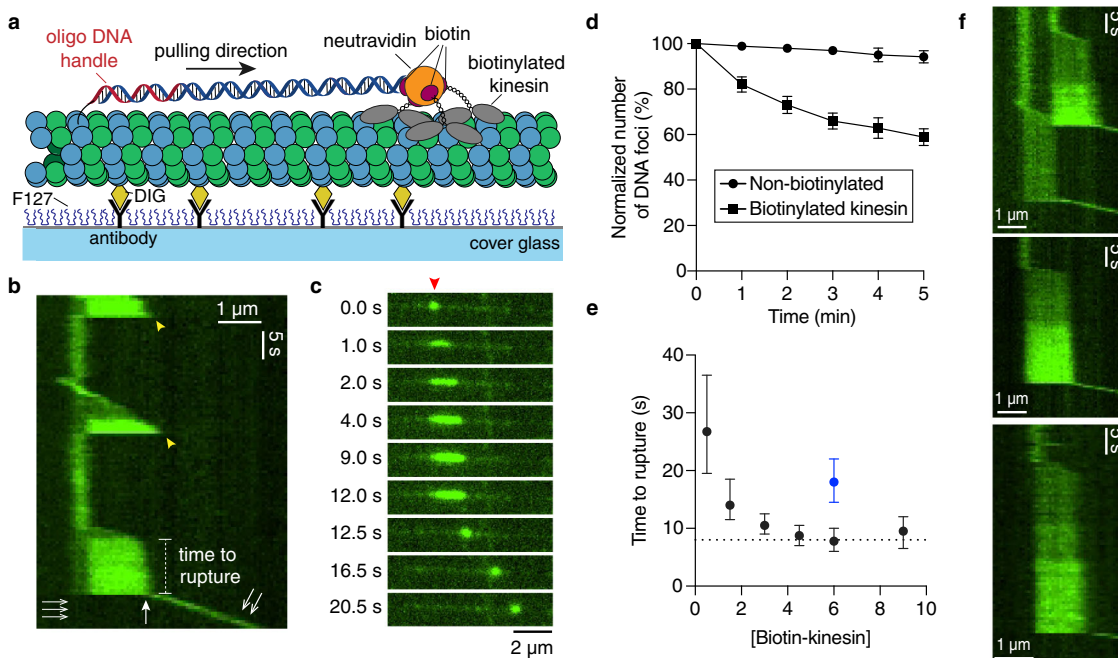 a
oligo DNA
handle
pulling direction
neutravidin
biotin
biotinylated
kinesin
F127
DIG
antibody
cover glass
b
1 µm
5 s
time to
rupture
c
0.0 s
1.0 s
2.0 s
4.0 s
9.0 s
12.0 s
12.5 s
16.5 s
20.5 s
2 µm
d
Normalized number
of DNA foci (%)
100
80
60
40
20
0
Non-biotinylated
Biotinylated kinesin
0 1 2 3 4 5
Time (min)
e
Time to rupture (s)
40
30
20
10
0
0 2 4 6 8 10
[Biotin-kinesin]
f
5 s
1 µm
5 s
1 µm
5 s
1 µm